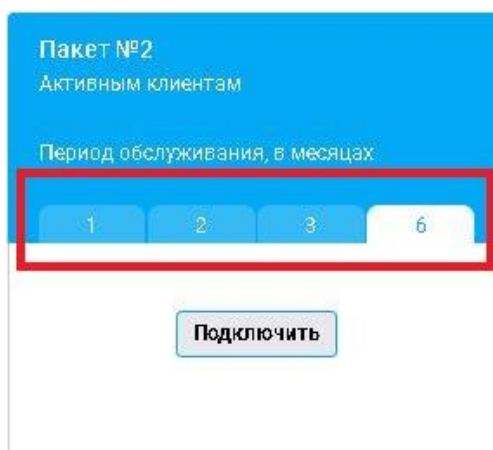 Пакет №2
Активным клиентам
Период обслуживания, в месяцах
1 2 3 6
Подключить